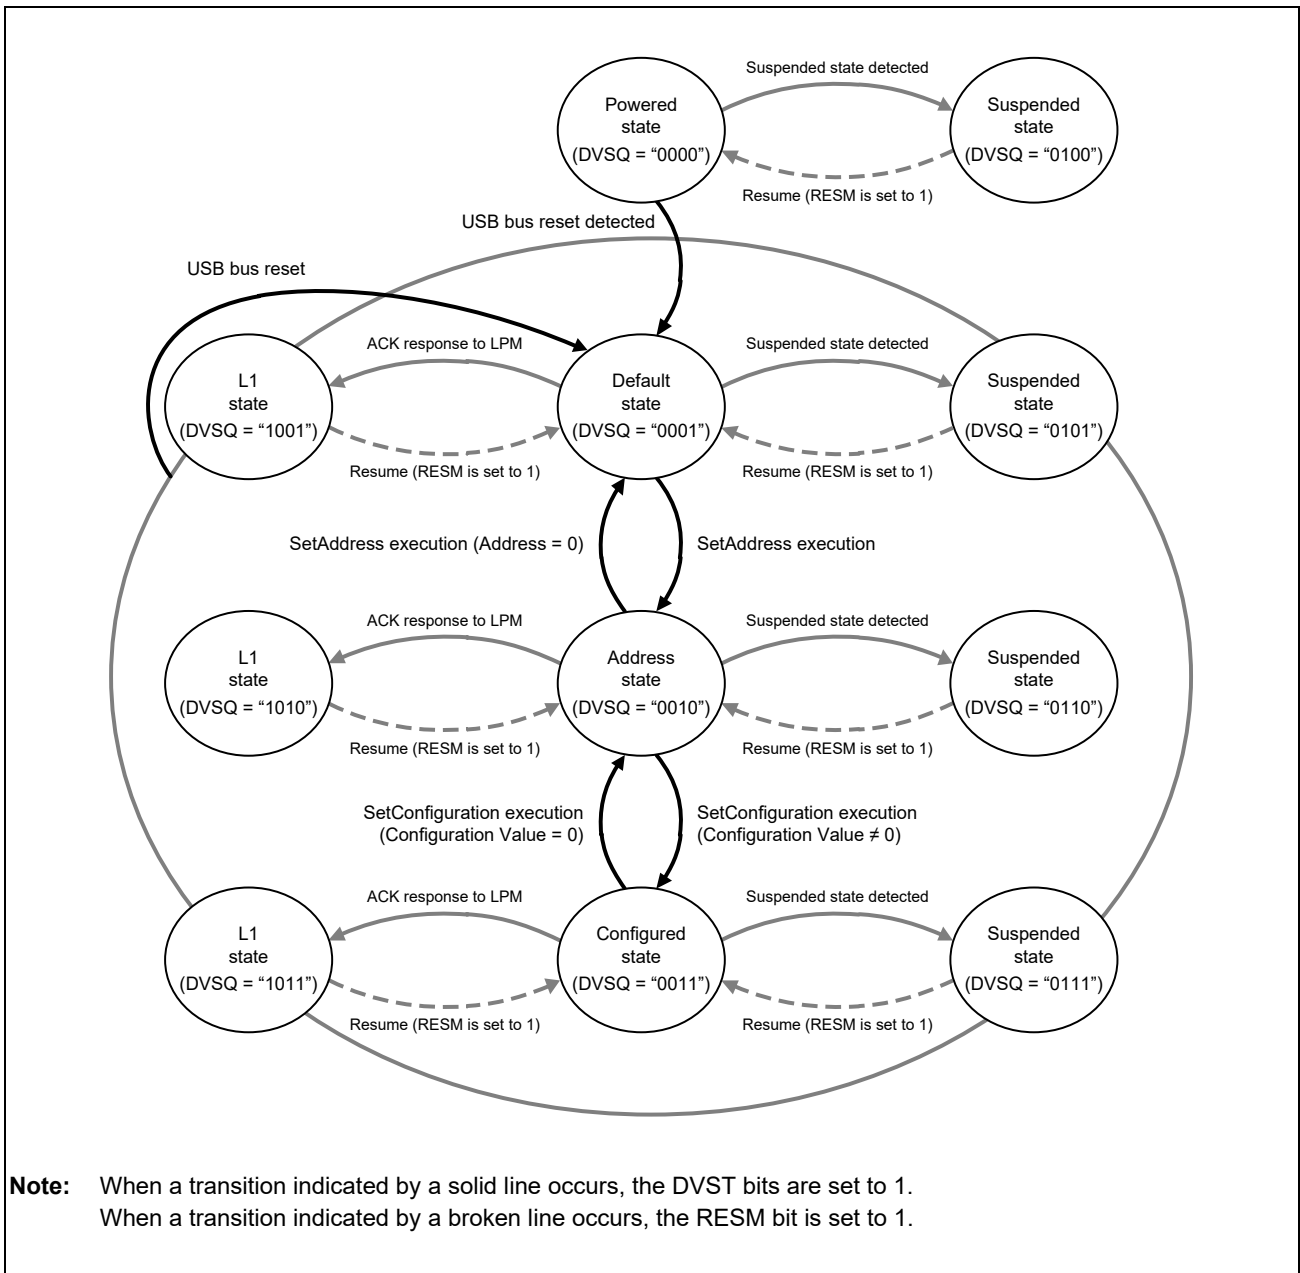 Suspended state detected
Powered
state
(DVSQ = “0000”)
Suspended
state
(DVSQ = “0100”)
Resume (RESM is set to 1)
USB bus reset detected
USB bus reset
ACK response to LPM
Suspended state detected
L1
state
(DVSQ = “1001”)
Default
state
(DVSQ = “0001”)
Suspended
state
(DVSQ = “0101”)
Resume (RESM is set to 1)
Resume (RESM is set to 1)
SetAddress execution (Address = 0)
SetAddress execution
ACK response to LPM
Suspended state detected
L1
state
(DVSQ = “1010”)
Address
state
(DVSQ = “0010”)
Suspended
state
(DVSQ = “0110”)
Resume (RESM is set to 1)
Resume (RESM is set to 1)
SetConfiguration execution
(Configuration Value = 0)
SetConfiguration execution
(Configuration Value ≠ 0)
ACK response to LPM
Suspended state detected
L1
state
(DVSQ = “1011”)
Configured
state
(DVSQ = “0011”)
Suspended
state
(DVSQ = “0111”)
Resume (RESM is set to 1)
Resume (RESM is set to 1)
Note: When a transition indicated by a solid line occurs, the DVST bits are set to 1.
When a transition indicated by a broken line occurs, the RESM bit is set to 1.